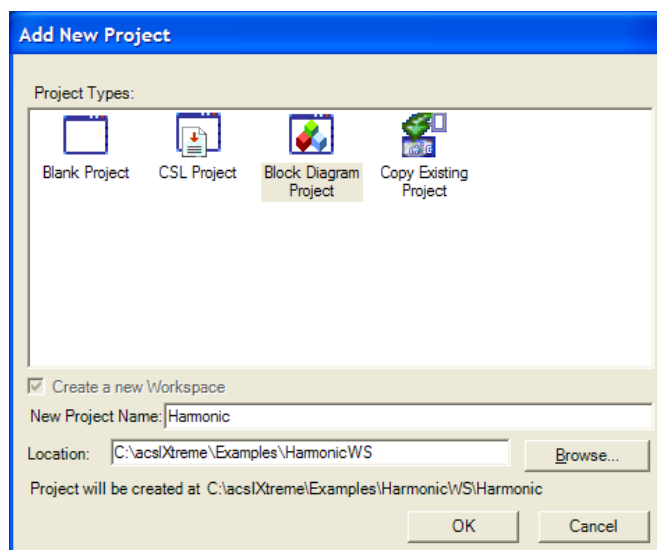 Add New Project
Project Types:
Blank Project
CSL Project
Block Diagram
Project
Copy Existing
Project
Create a new Workspace
New Project Name: Harmonic
Location: C:\acslXtreme\Examples\HarmonicWS
Browse...
Project will be created at C:\acslXtreme\Examples\HarmonicWS\Harmonic
OK
Cancel